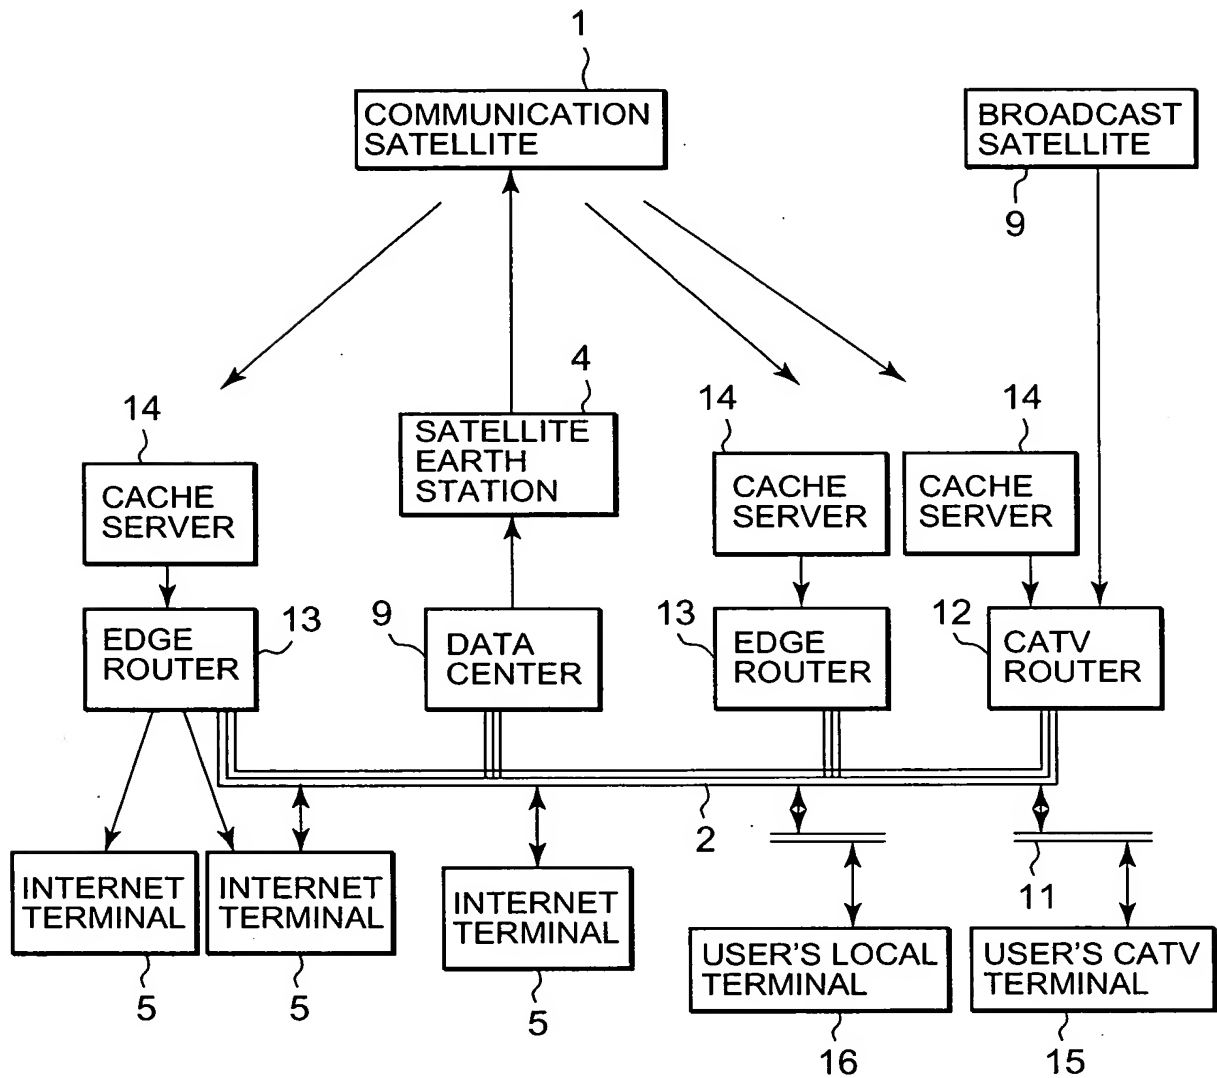 1
COMMUNICATION
SATELLITE
BROADCAST
SATELLITE
9
4
14
14
14
SATELLITE
EARTH
STATION
CACHE
SERVER
CACHE
SERVER
CACHE
SERVER
13
9
13
12
EDGE
ROUTER
DATA
CENTER
EDGE
ROUTER
CATV
ROUTER
2
11
INTERNET
TERMINAL
INTERNET
TERMINAL
INTERNET
TERMINAL
USER'S LOCAL
TERMINAL
USER'S CATV
TERMINAL
5
5
5
16
15